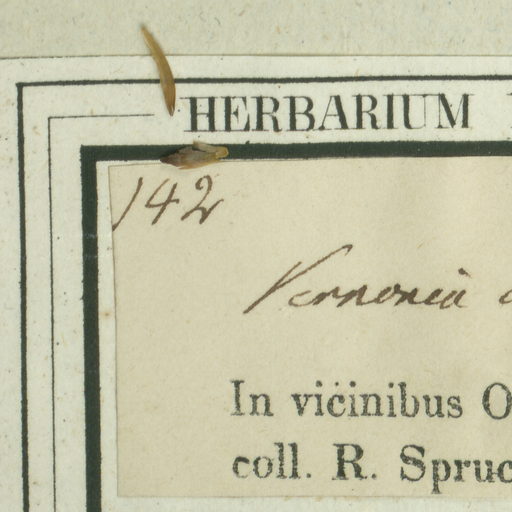 HERBARIUM
142
Vernonia
In vicinibus O
coll. R. Spruc